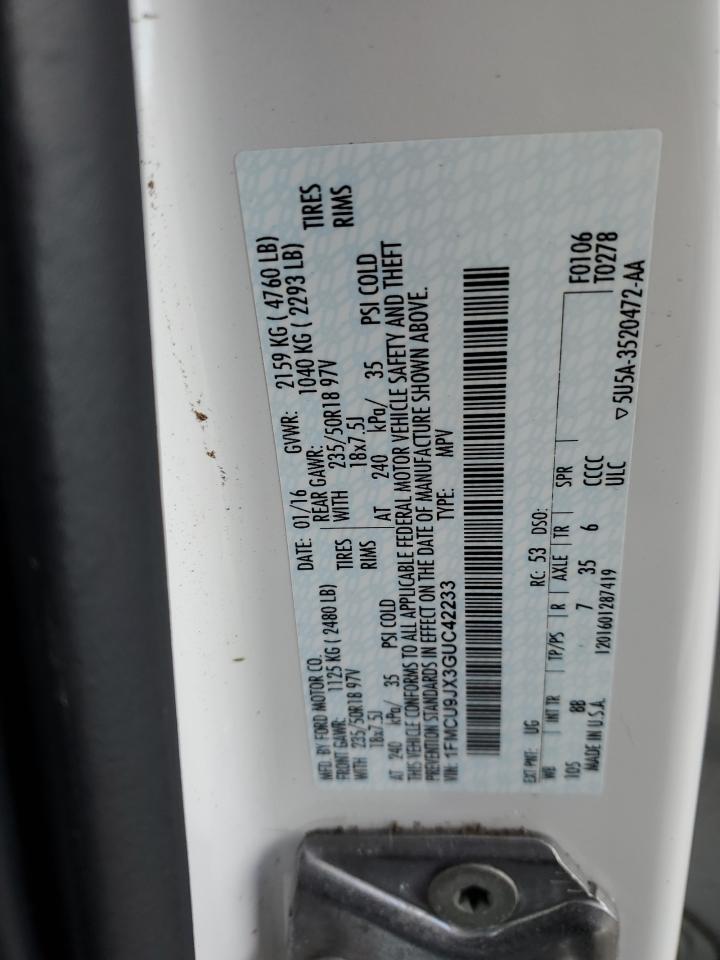 MFD. BY FORD MOTOR CO. DATE: 01/16 GVWR: 2159 KG ( 4760 LB)
FRONT GAWR: 1125 KG ( 2480 LB) REAR GAWR: 1040 KG ( 2293 LB)
WITH 235/50R18 97V TIRES WITH 235/50R18 97V TIRES
18x7.5J RIMS 18x7.5J RIMS
AT 240 kPa/ 35 PSI COLD AT 240 kPa/ 35 PSI COLD
THIS VEHICLE CONFORMS TO ALL APPLICABLE FEDERAL MOTOR VEHICLE SAFETY AND THEFT
PREVENTION STANDARDS IN EFFECT ON THE DATE OF MANUFACTURE SHOWN ABOVE.
VIN: 1FMCU9JX3GUC42233 TYPE: MPV
F0106
T0278
EXT PNT: UG RC: 53 DSO:
WB INT TR TP/PS R AXLE TR SPR
105 8B 7 35 6 CCCC
MADE IN U.S.A. 1201601287419 ULC
▽5U5A-3520472-AA